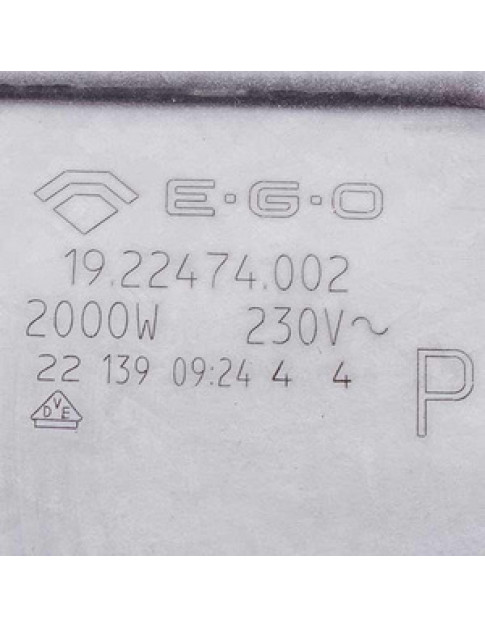 E·G·O
19.22474.002
2000W 230V~
22 139 09:24 4 4
P
DVE